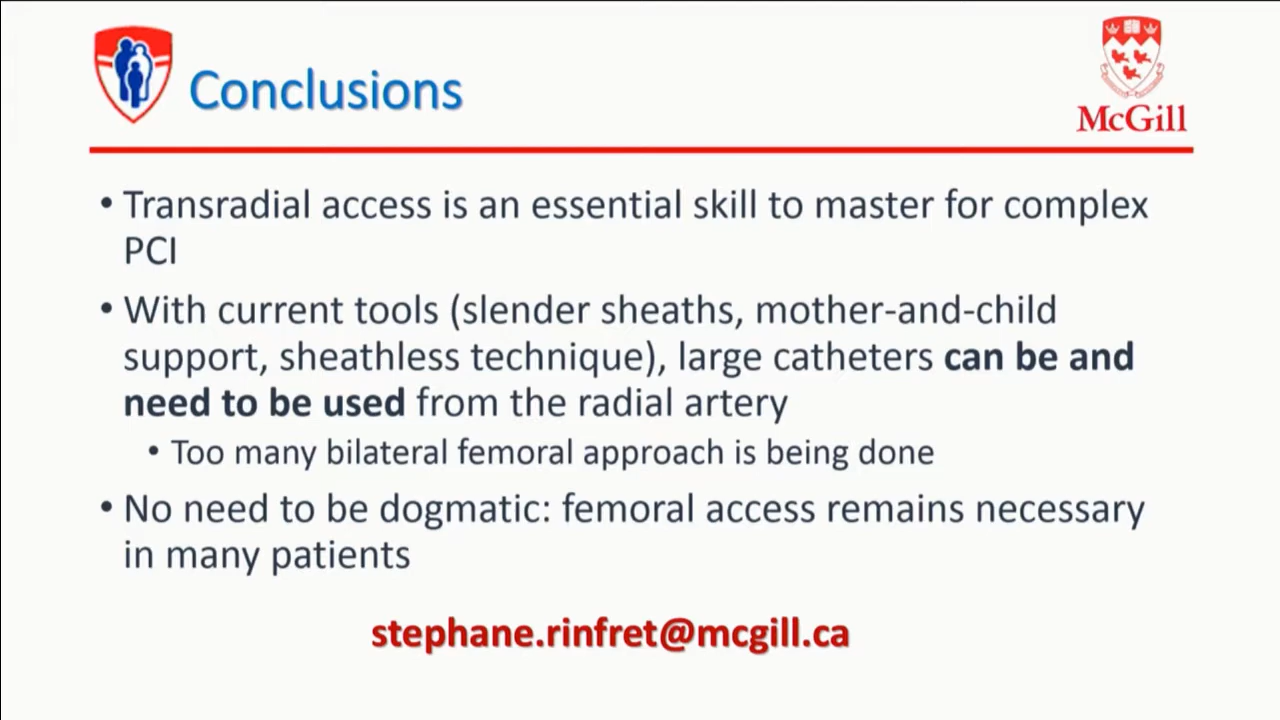 Conclusions
McGill
• Transradial access is an essential skill to master for complex
PCI
• With current tools (slender sheaths, mother-and-child
support, sheathless technique), large catheters can be and
need to be used from the radial artery
• Too many bilateral femoral approach is being done
• No need to be dogmatic: femoral access remains necessary
in many patients
stephane.rinfret@mcgill.ca